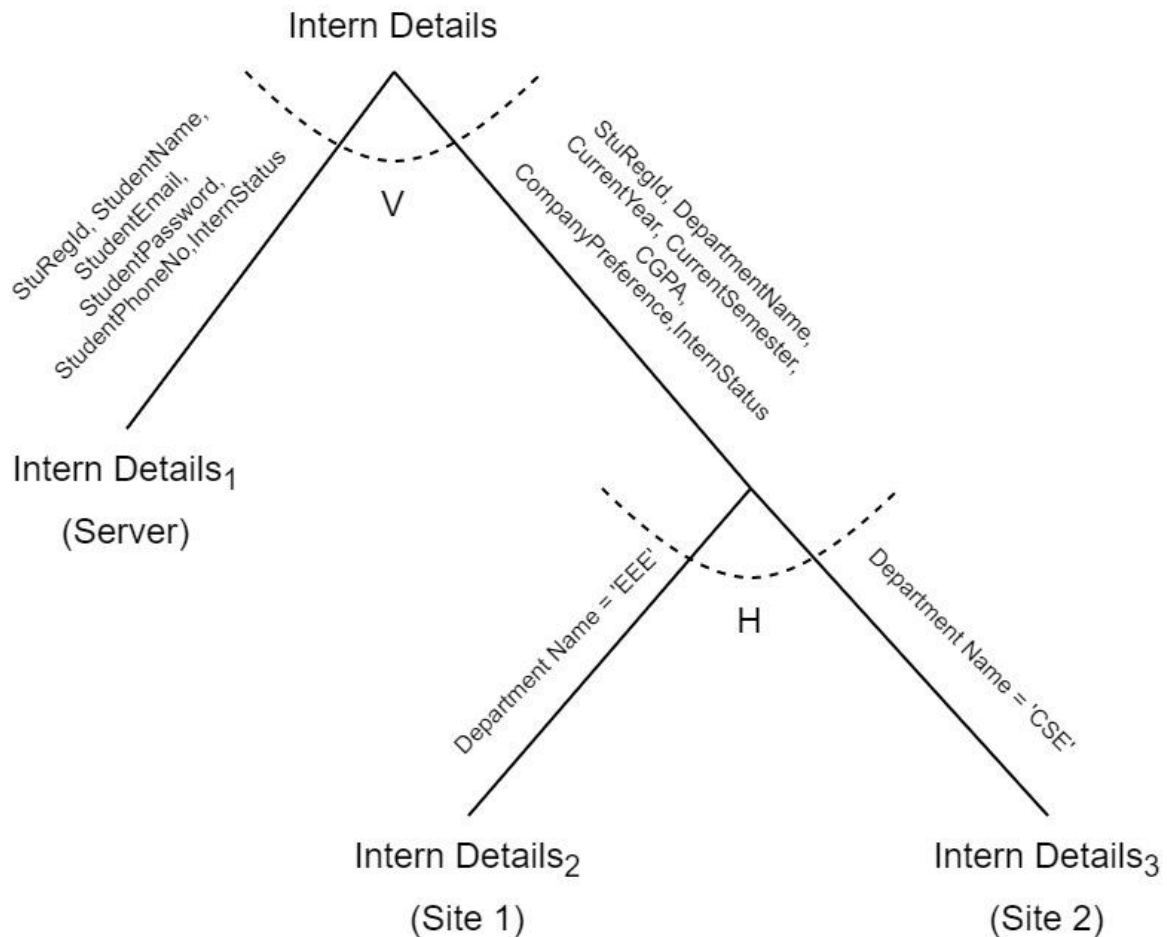 Intern Details
StuRegId, StudentName,
StudentEmail,
StudentPassword,
StudentPhoneNo,InternStatus
V
StuRegId, DepartmentName,
CurrentYear, CurrentSemester,
CGPA,
CompanyPreference,InternStatus
Intern Details₁
(Server)
Department Name = 'EEE'
H
Department Name = 'CSE'
Intern Details₂
(Site 1)
Intern Details₃
(Site 2)